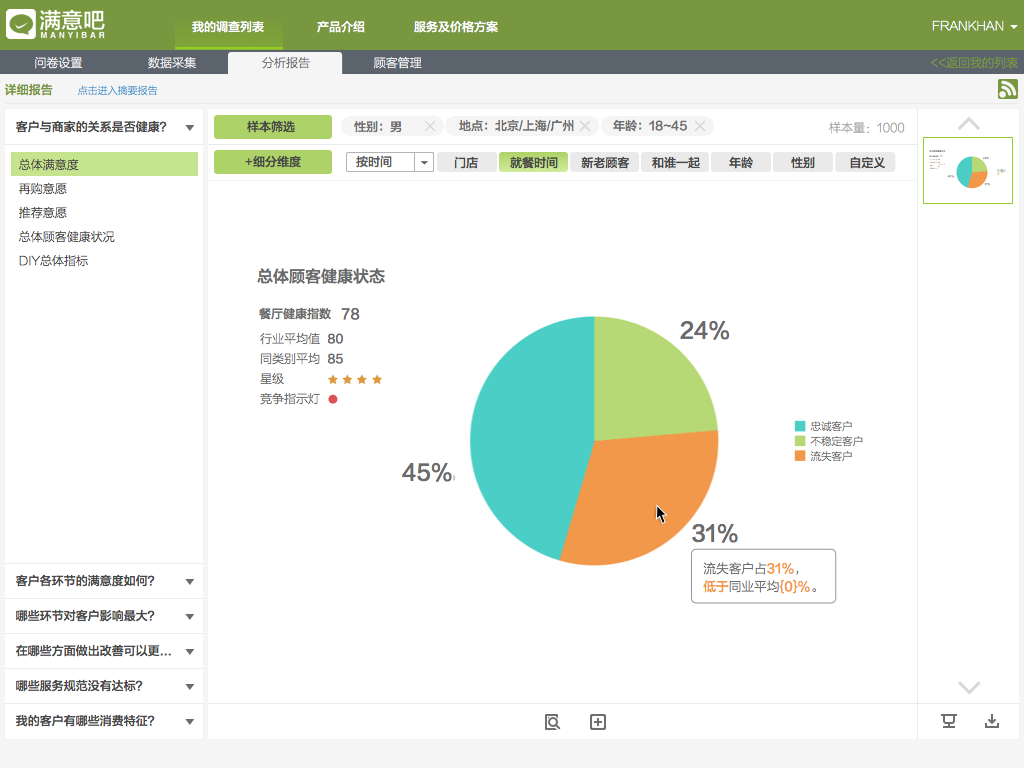 满意吧
MANYIBAR
我的调查列表
产品介绍
服务及价格方案
FRANKHAN
问卷设置
数据采集
分析报告
顾客管理
<<返回我的列表
详细报告
点击进入摘要报告
客户与商家的关系是否健康?
总体满意度
再购意愿
推荐意愿
总体顾客健康状况
DIY总体指标
客户各环节的满意度如何?
哪些环节对客户影响最大?
在哪些方面做出改善可以更...
哪些服务规范没有达标?
我的客户有哪些消费特征?
样本筛选
性别：男
地点：北京/上海/广州
年龄：18~45
样本量：1000
+细分维度
按时间
门店
就餐时间
新老顾客
和谁一起
年龄
性别
自定义
总体顾客健康状态
餐厅健康指数 78
行业平均值 80
同类别平均 85
星级
竞争指示灯
24%
45%
31%
流失客户占31%，
低于同业平均{0}%。
忠诚客户
不稳定客户
流失客户